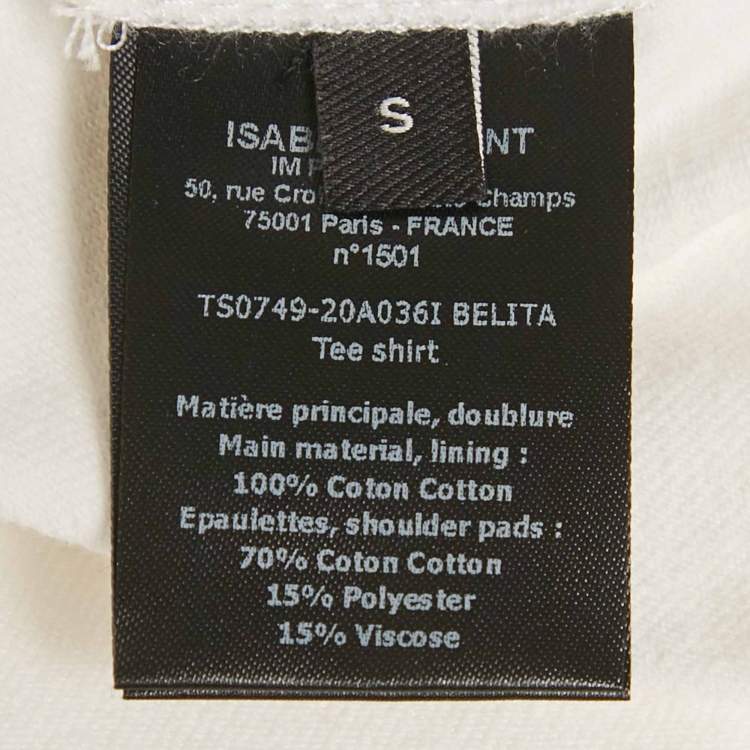 S
ISAB NT
IM
50, rue Champs
75001 Paris - FRANCE
n°1501
TS0749-20A036I BELITA
Tee shirt
Matière principale, doublure
Main material, lining :
100% Coton Cotton
Epaulettes, shoulder pads :
70% Coton Cotton
15% Polyester
15% Viscose